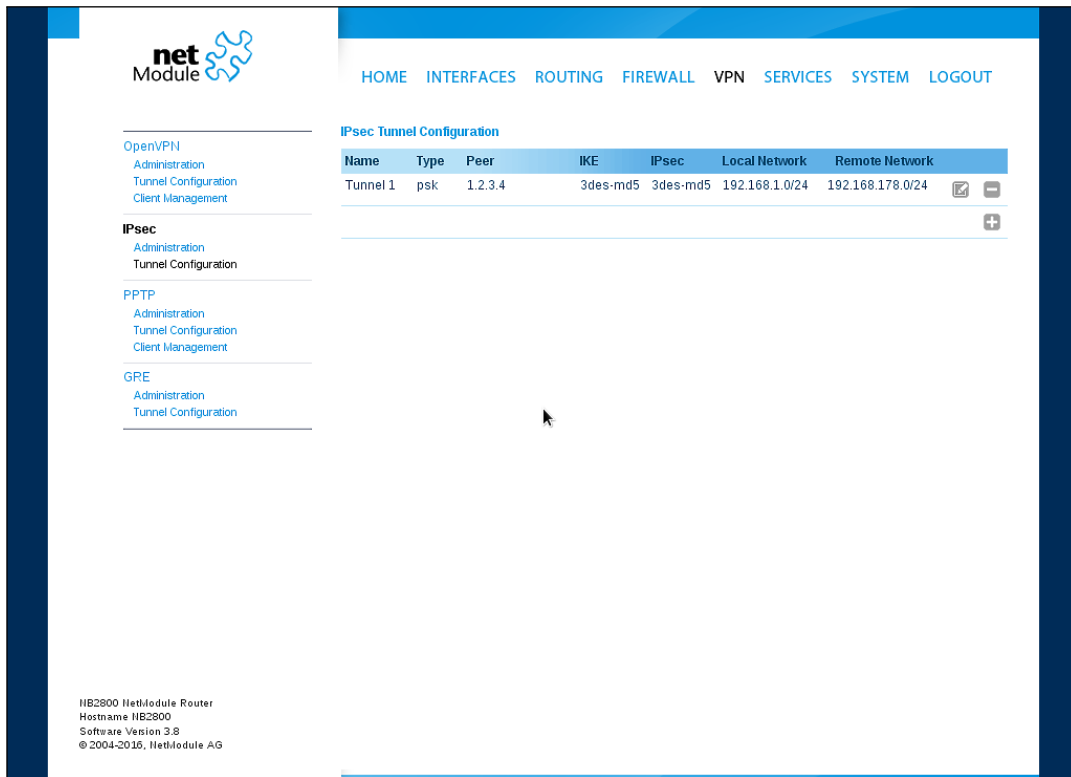 net
Module
HOME INTERFACES ROUTING FIREWALL VPN SERVICES SYSTEM LOGOUT
OpenVPN
Administration
Tunnel Configuration
Client Management
IPsec
Administration
Tunnel Configuration
PPTP
Administration
Tunnel Configuration
Client Management
GRE
Administration
Tunnel Configuration
IPsec Tunnel Configuration
Name Type Peer IKE IPsec Local Network Remote Network
Tunnel 1 psk 1.2.3.4 3des-md5 3des-md5 192.168.1.0/24 192.168.178.0/24
NB2800 NetModule Router
Hostname NB2800
Software Version 3.8
© 2004-2016, NetModule AG